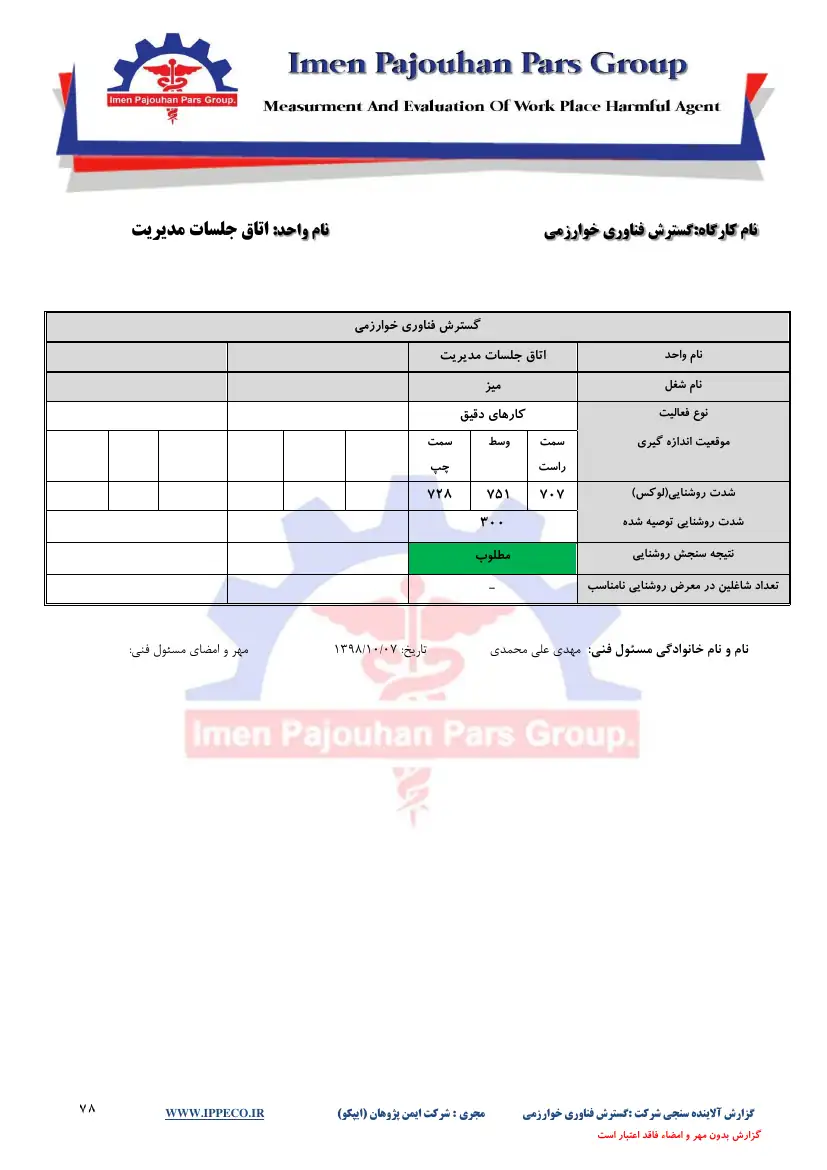 Imen Pajouhan Pars Group
Imen Pajouhan Pars Group.
Measurment And Evaluation Of Work Place Harmful Agent
نام کارگاه:گسترش فناوری خوارزمی نام واحد: اتاق جلسات مدیریت
گسترش فناوری خوارزمی
نام واحد اتاق جلسات مدیریت
نام شغل میز
نوع فعالیت کارهای دقیق
موقعیت اندازه گیری سمت راست وسط سمت چپ
شدت روشنایی(لوکس) ۷۰۷ ۷۵۱ ۷۲۸
شدت روشنایی توصیه شده ۳۰۰
نتیجه سنجش روشنایی مطلوب
تعداد شاغلین در معرض روشنایی نامناسب -
نام و نام خانوادگی مسئول فنی: مهدی علی محمدی تاریخ: ۱۳۹۸/۱۰/۰۷ مهر و امضای مسئول فنی:
Imen Pajouhan Pars Group.
گزارش آلاینده سنجی شرکت :گسترش فناوری خوارزمی مجری : شرکت ایمن پژوهان (ایپکو) WWW.IPPECO.IR ۷۸
گزارش بدون مهر و امضاء فاقد اعتبار است